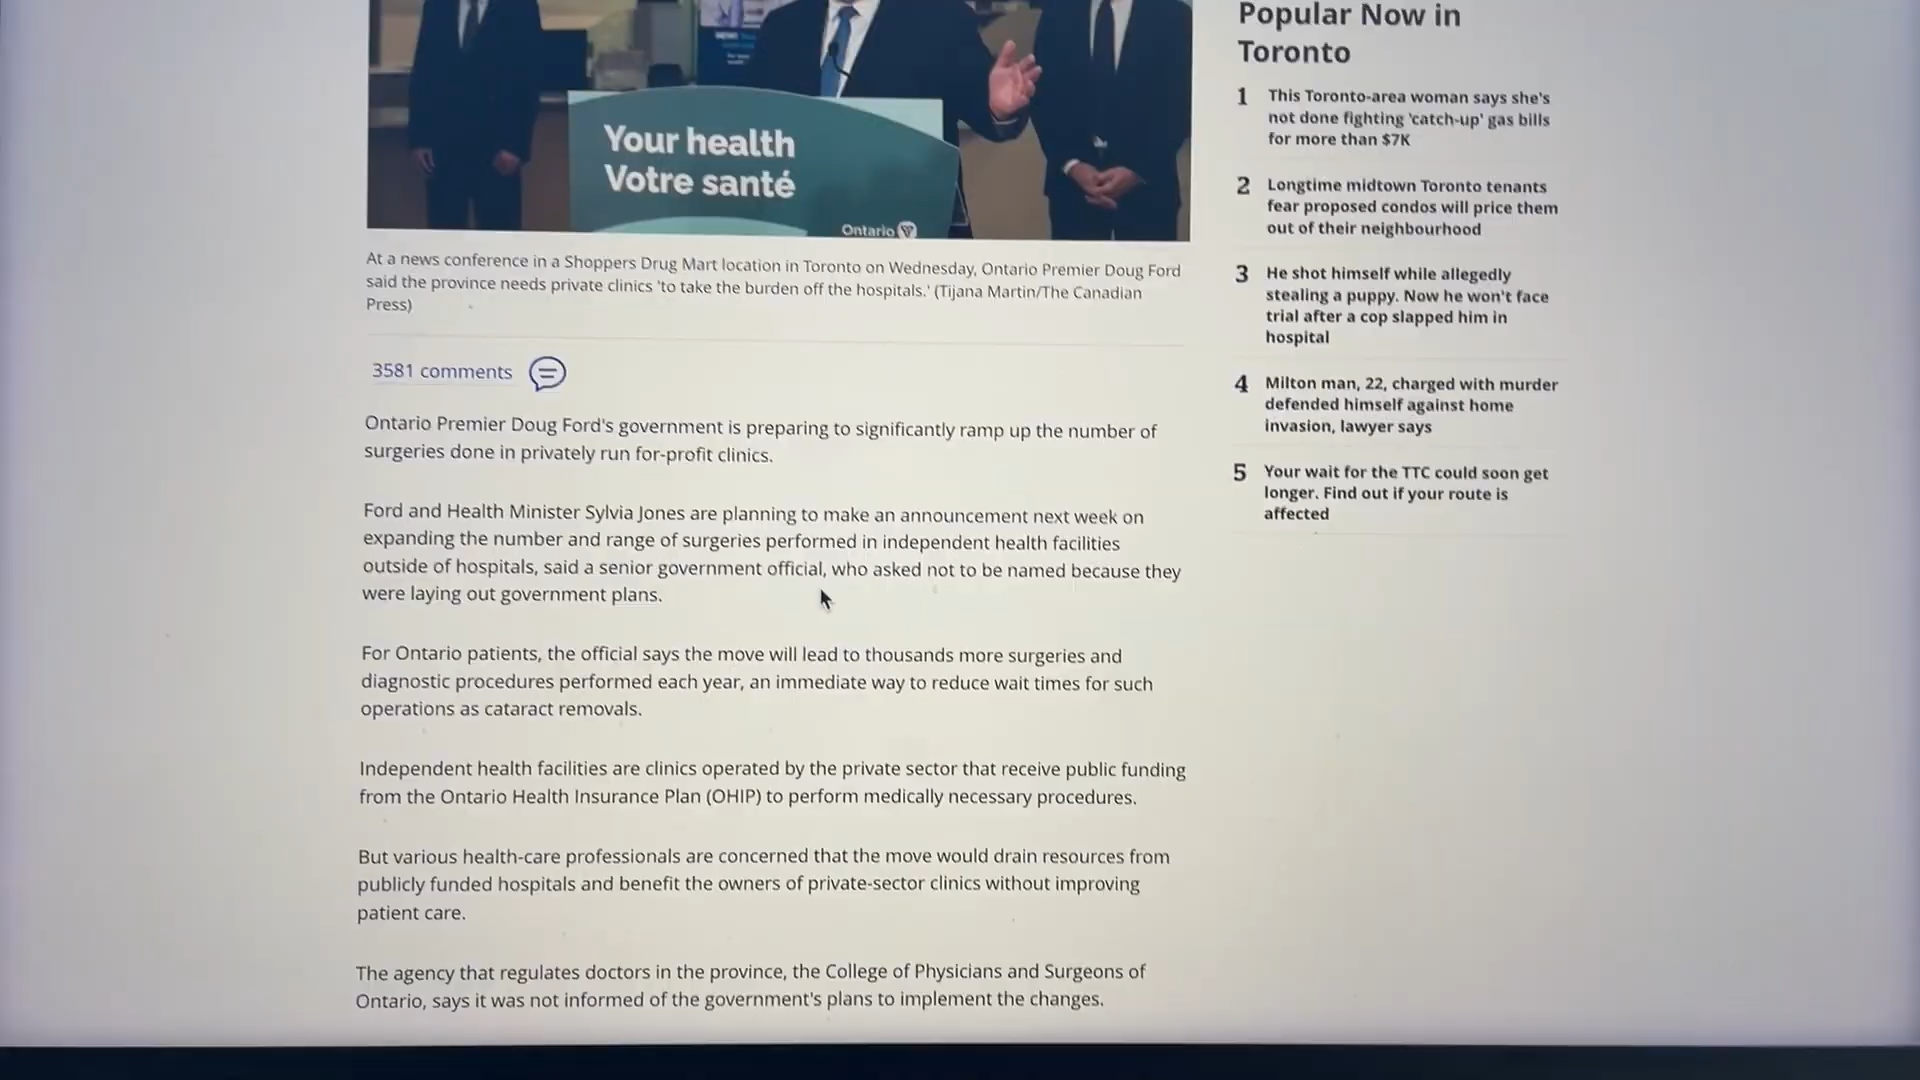 Your health
Votre santé
Ontario
At a news conference in a Shoppers Drug Mart location in Toronto on Wednesday, Ontario Premier Doug Ford
said the province needs private clinics 'to take the burden off the hospitals.' (Tijana Martin/The Canadian
Press)
3581 comments
Ontario Premier Doug Ford's government is preparing to significantly ramp up the number of
surgeries done in privately run for-profit clinics.
Ford and Health Minister Sylvia Jones are planning to make an announcement next week on
expanding the number and range of surgeries performed in independent health facilities
outside of hospitals, said a senior government official, who asked not to be named because they
were laying out government plans.
For Ontario patients, the official says the move will lead to thousands more surgeries and
diagnostic procedures performed each year, an immediate way to reduce wait times for such
operations as cataract removals.
Independent health facilities are clinics operated by the private sector that receive public funding
from the Ontario Health Insurance Plan (OHIP) to perform medically necessary procedures.
But various health-care professionals are concerned that the move would drain resources from
publicly funded hospitals and benefit the owners of private-sector clinics without improving
patient care.
The agency that regulates doctors in the province, the College of Physicians and Surgeons of
Ontario, says it was not informed of the government's plans to implement the changes.
Popular Now in
Toronto
1 This Toronto-area woman says she's
not done fighting 'catch-up' gas bills
for more than $7K
2 Longtime midtown Toronto tenants
fear proposed condos will price them
out of their neighbourhood
3 He shot himself while allegedly
stealing a puppy. Now he won't face
trial after a cop slapped him in
hospital
4 Milton man, 22, charged with murder
defended himself against home
invasion, lawyer says
5 Your wait for the TTC could soon get
longer. Find out if your route is
affected